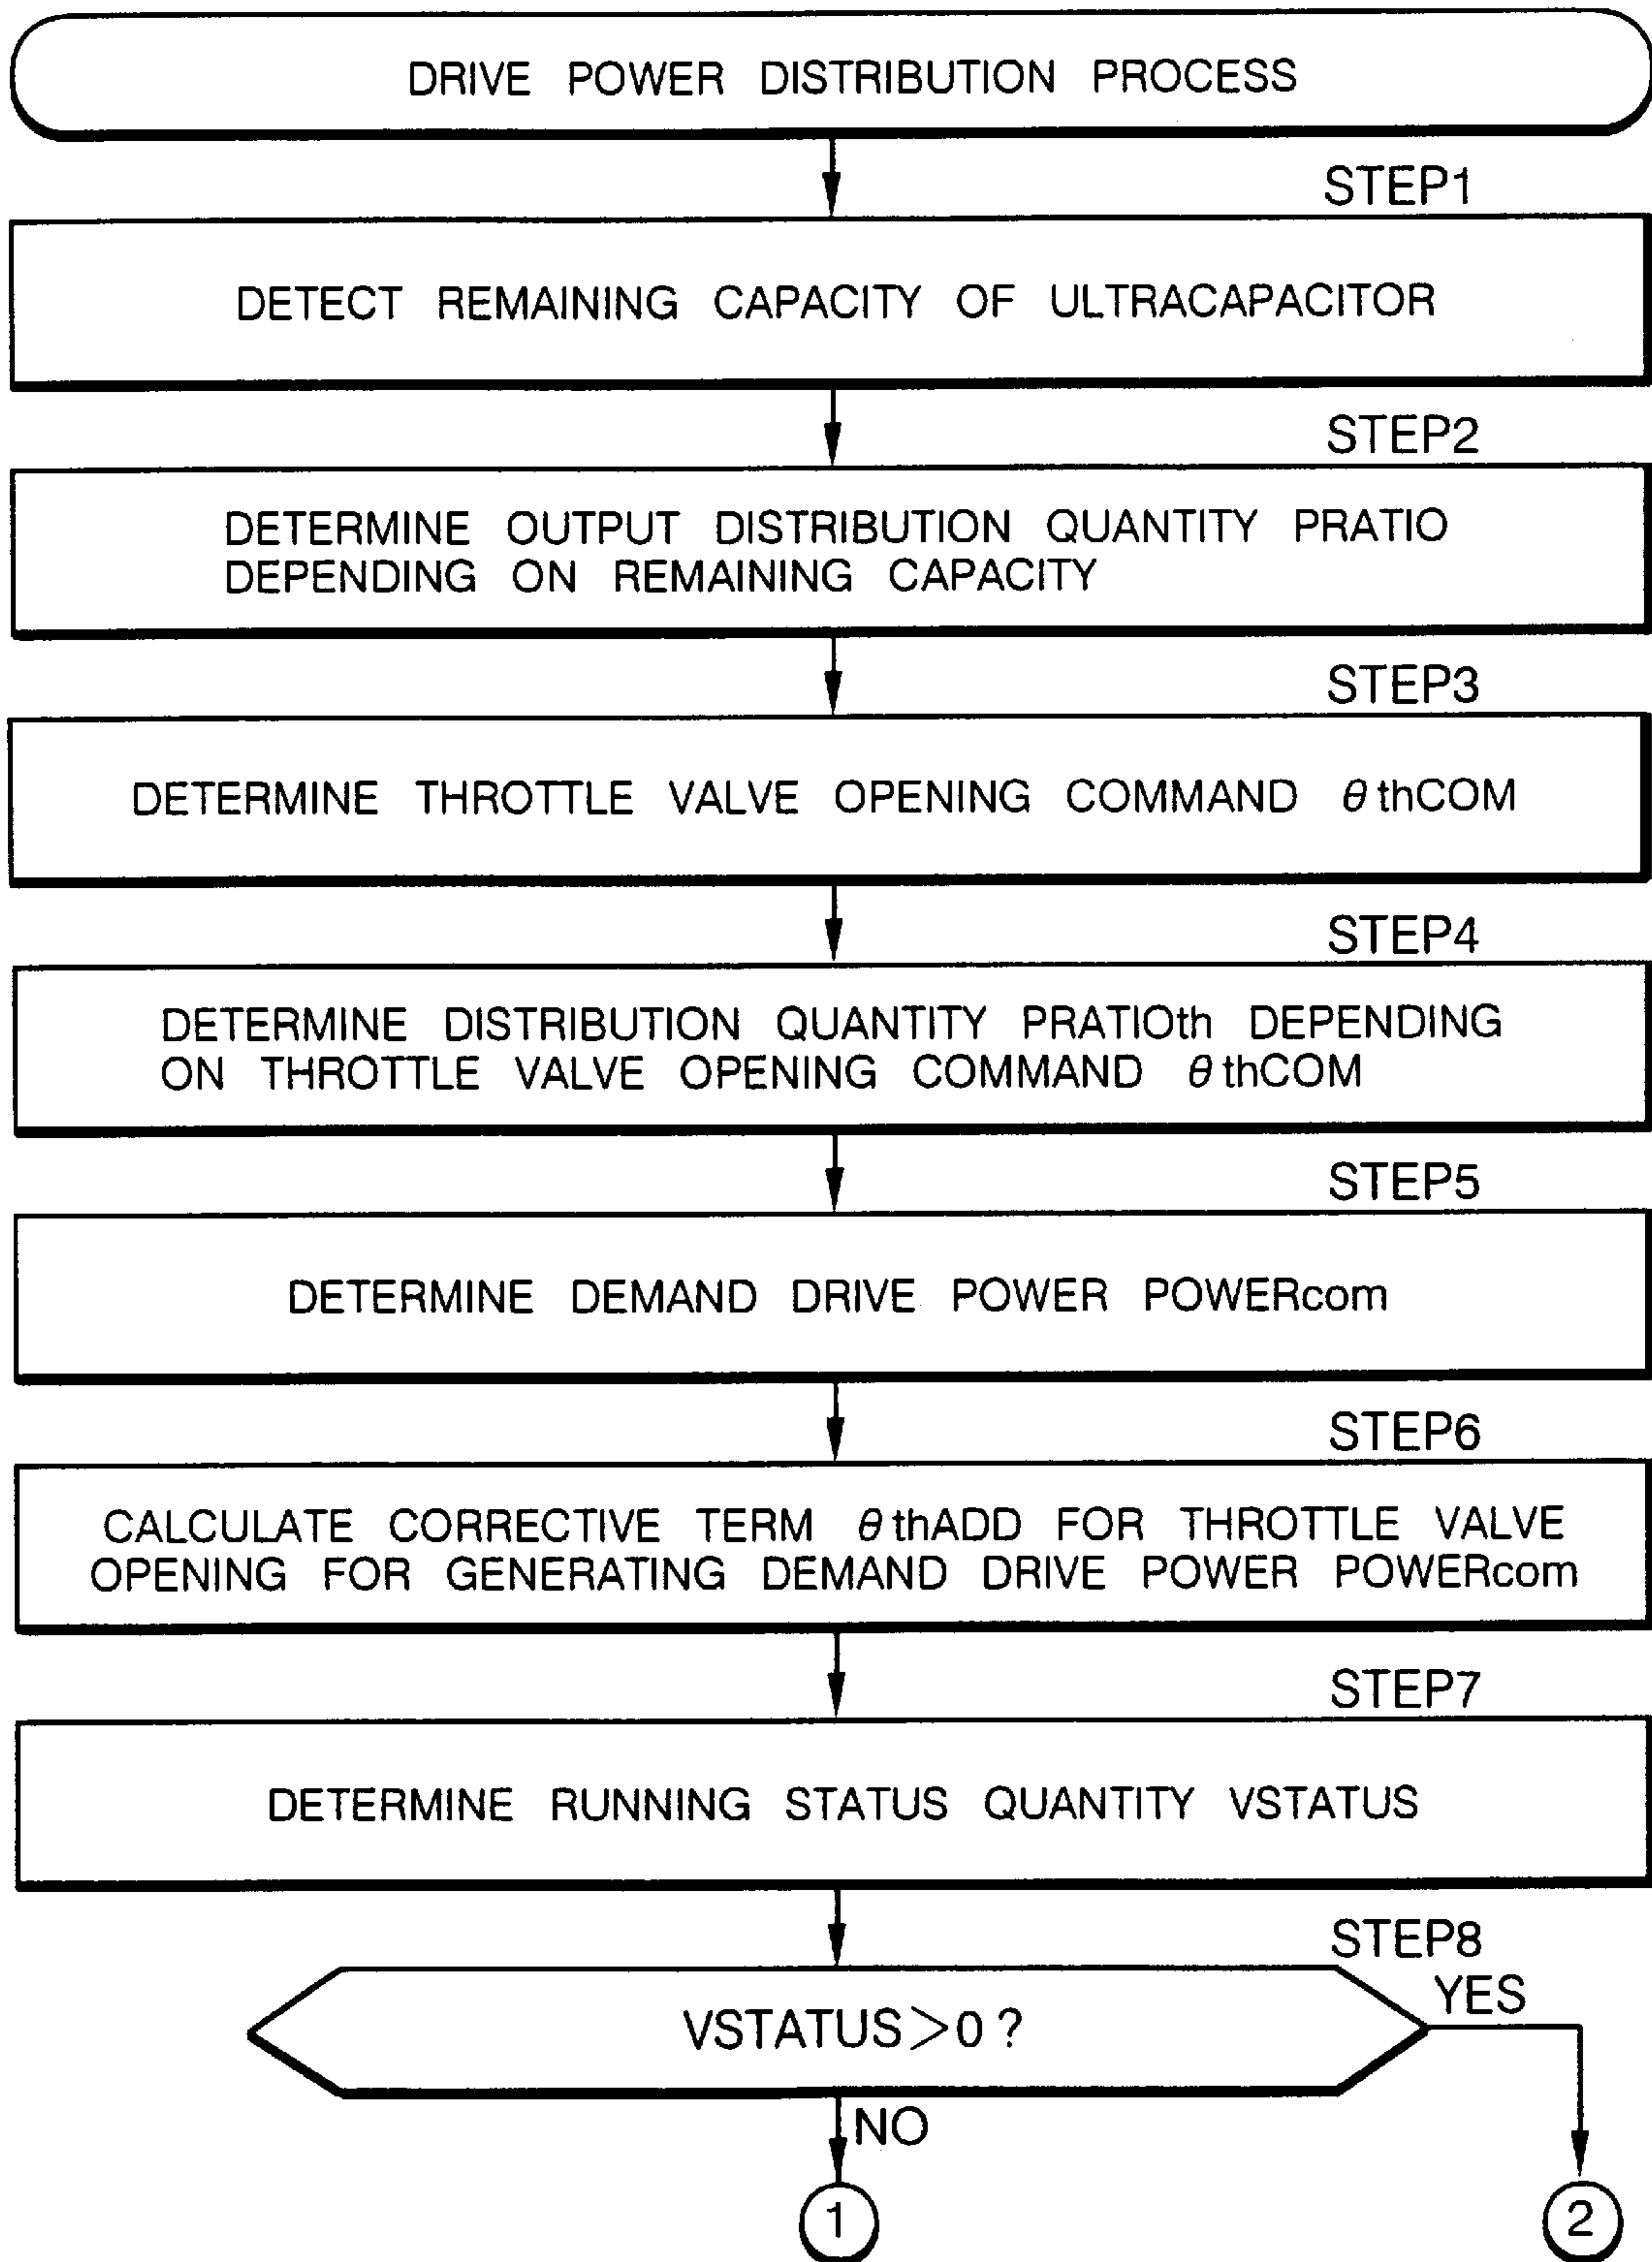 DRIVE POWER DISTRIBUTION PROCESS
STEP1
DETECT REMAINING CAPACITY OF ULTRACAPACITOR
STEP2
DETERMINE OUTPUT DISTRIBUTION QUANTITY PRATIO
DEPENDING ON REMAINING CAPACITY
STEP3
DETERMINE THROTTLE VALVE OPENING COMMAND θthCOM
STEP4
DETERMINE DISTRIBUTION QUANTITY PRATIOth DEPENDING
ON THROTTLE VALVE OPENING COMMAND θthCOM
STEP5
DETERMINE DEMAND DRIVE POWER POWERcom
STEP6
CALCULATE CORRECTIVE TERM θthADD FOR THROTTLE VALVE
OPENING FOR GENERATING DEMAND DRIVE POWER POWERcom
STEP7
DETERMINE RUNNING STATUS QUANTITY VSTATUS
STEP8
VSTATUS>0?
YES
NO
1
2